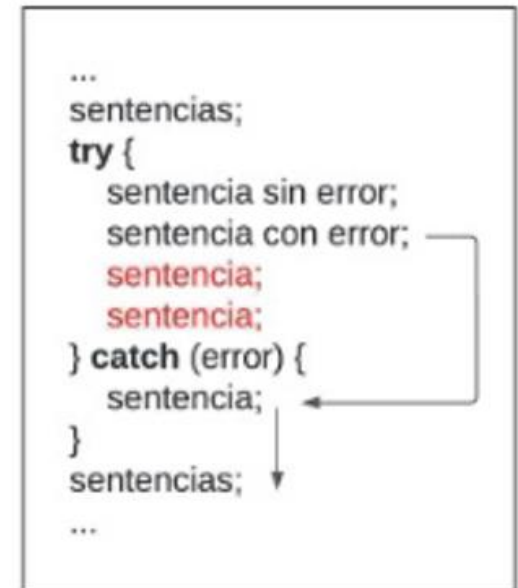 ...
sentencias;
try {
sentencia sin error;
sentencia con error;
sentencia;
sentencia;
} catch (error) {
sentencia;
}
sentencias;
...